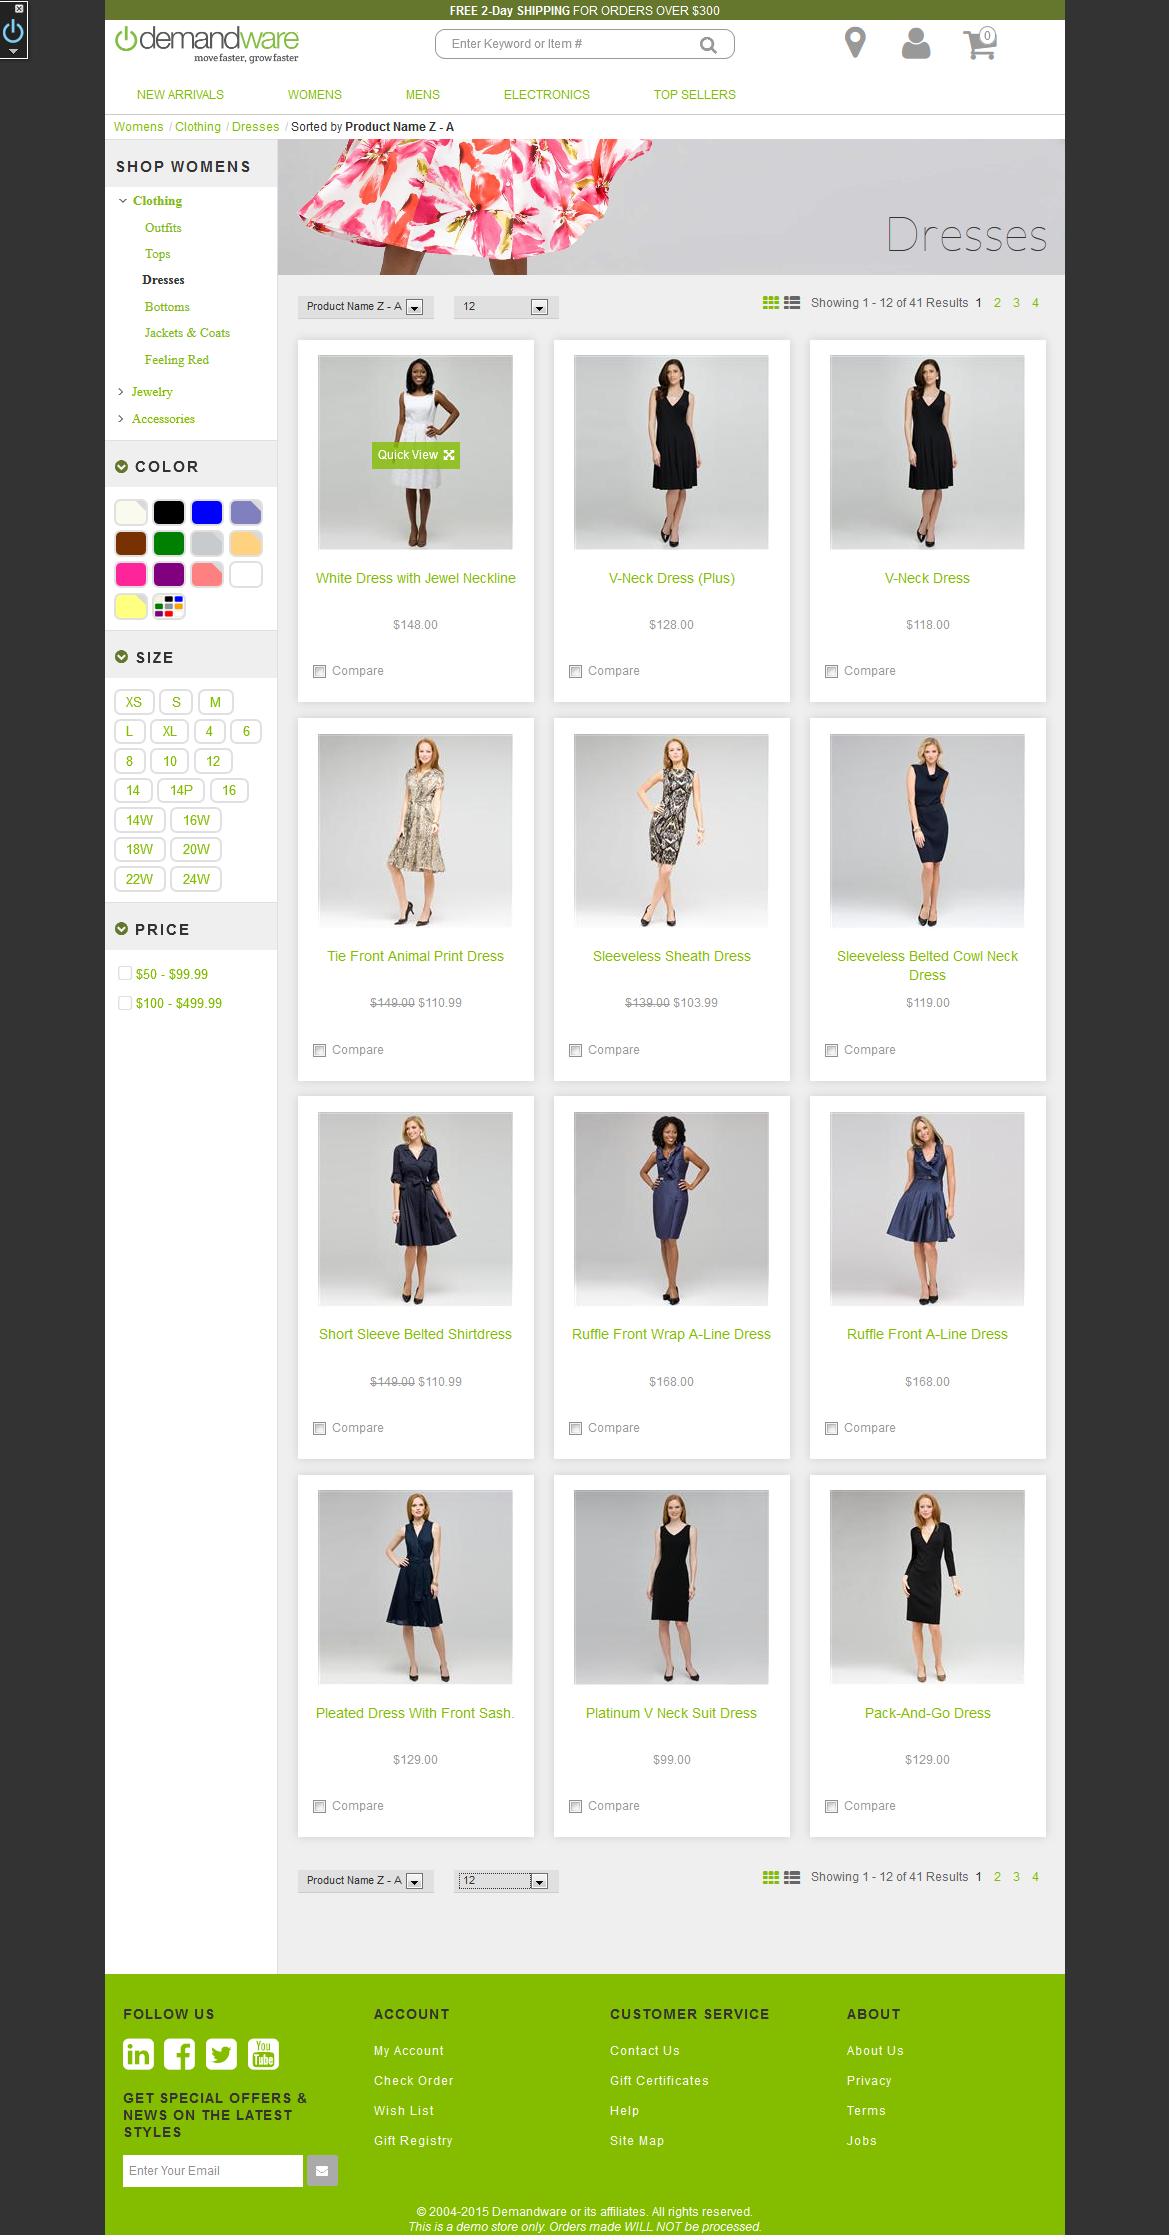 FREE 2-Day SHIPPING FOR ORDERS OVER $300
demandware
move faster, grow faster
Enter Keyword or Item #
0
NEW ARRIVALS WOMENS MENS ELECTRONICS TOP SELLERS
Womens / Clothing / Dresses / Sorted by Product Name Z - A
SHOP WOMENS
Clothing
Outfits
Tops
Dresses
Bottoms
Jackets & Coats
Feeling Red
Jewelry
Accessories
COLOR
SIZE
XS S M
L XL 4 6
8 10 12
14 14P 16
14W 16W
18W 20W
22W 24W
PRICE
$50 - $99.99
$100 - $499.99
Dresses
Product Name Z - A 12 Showing 1 - 12 of 41 Results 1 2 3 4
Quick View
White Dress with Jewel Neckline
$148.00
Compare
V-Neck Dress (Plus)
$128.00
Compare
V-Neck Dress
$118.00
Compare
Tie Front Animal Print Dress
$149.00 $110.99
Compare
Sleeveless Sheath Dress
$139.00 $103.99
Compare
Sleeveless Belted Cowl Neck
Dress
$119.00
Compare
Short Sleeve Belted Shirtdress
$149.00 $110.99
Compare
Ruffle Front Wrap A-Line Dress
$168.00
Compare
Ruffle Front A-Line Dress
$168.00
Compare
Pleated Dress With Front Sash.
$129.00
Compare
Platinum V Neck Suit Dress
$99.00
Compare
Pack-And-Go Dress
$129.00
Compare
Product Name Z - A 12 Showing 1 - 12 of 41 Results 1 2 3 4
FOLLOW US
in f You Tube
GET SPECIAL OFFERS &
NEWS ON THE LATEST
STYLES
Enter Your Email
ACCOUNT
My Account
Check Order
Wish List
Gift Registry
CUSTOMER SERVICE
Contact Us
Gift Certificates
Help
Site Map
ABOUT
About Us
Privacy
Terms
Jobs
© 2004-2015 Demandware or its affiliates. All rights reserved.
This is a demo store only. Orders made WILL NOT be processed.